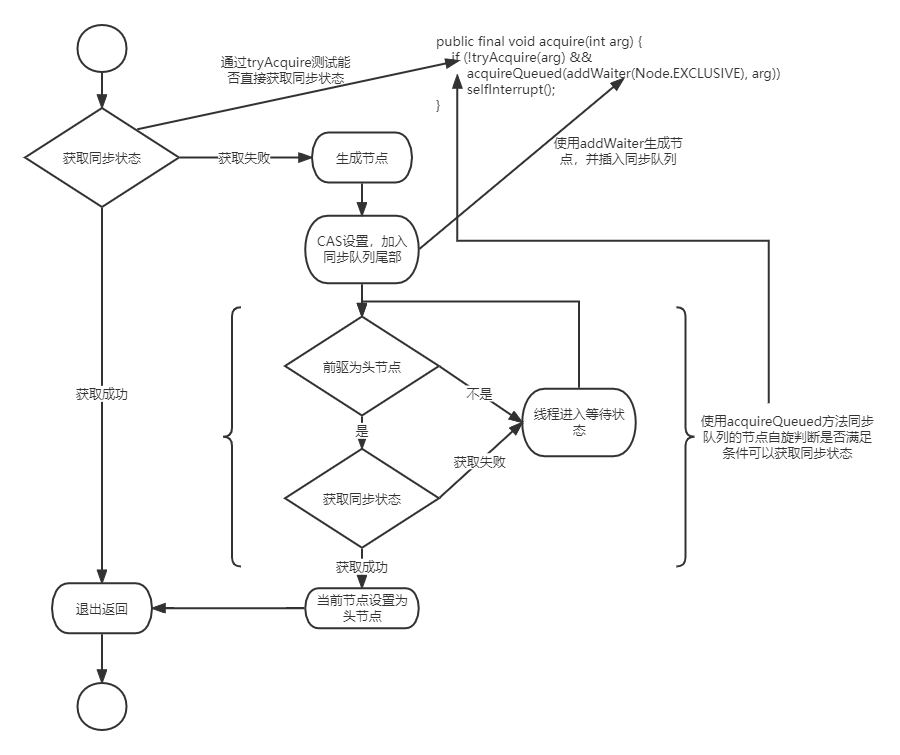 public final void acquire(int arg) {
if (!tryAcquire(arg) &&
acquireQueued(addWaiter(Node.EXCLUSIVE), arg))
selfInterrupt();
}
通过tryAcquire测试能
否直接获取同步状态
获取同步状态
获取失败
生成节点
使用addWaiter生成节
点，并插入同步队列
CAS设置，加入
同步队列尾部
前驱为头节点
不是
线程进入等待状
态
是
获取失败
获取同步状态
使用acquireQueued方法同步
队列的节点自旋判断是否满足
条件可以获取同步状态
获取成功
获取成功
当前节点设置为
头节点
退出返回